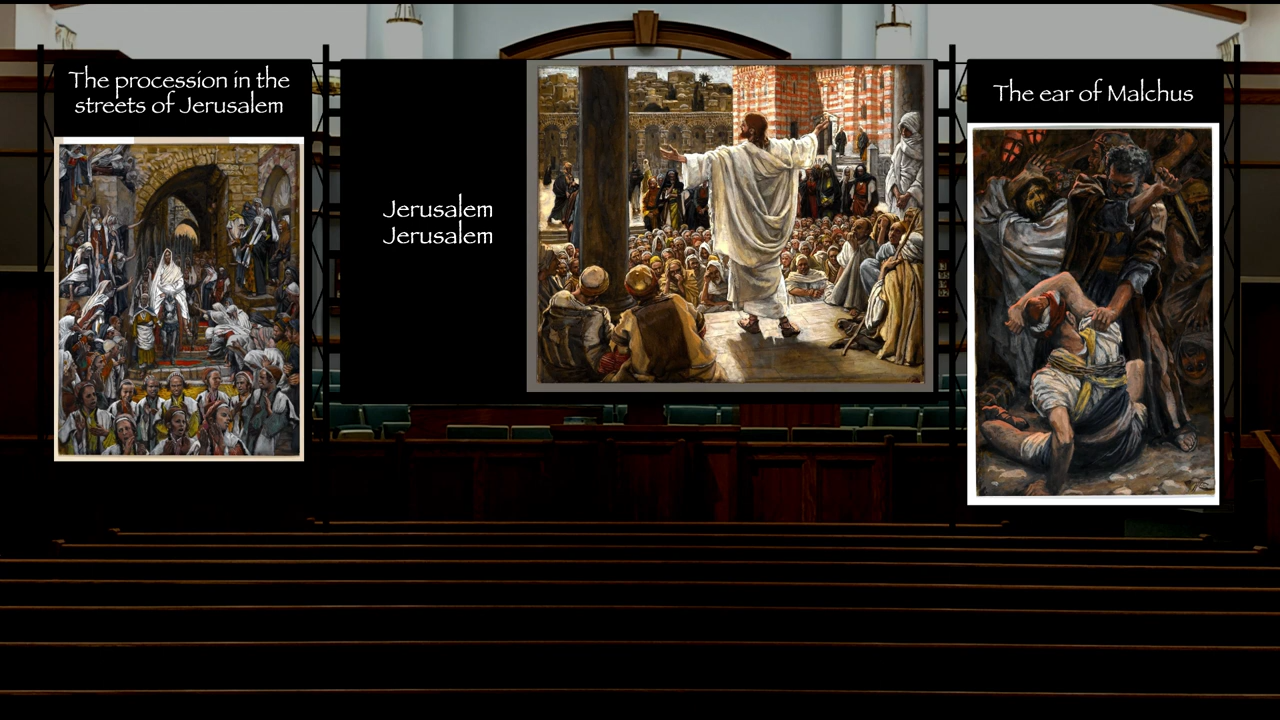 The procession in the
streets of Jerusalem
Jerusalem
Jerusalem
The ear of Malchus